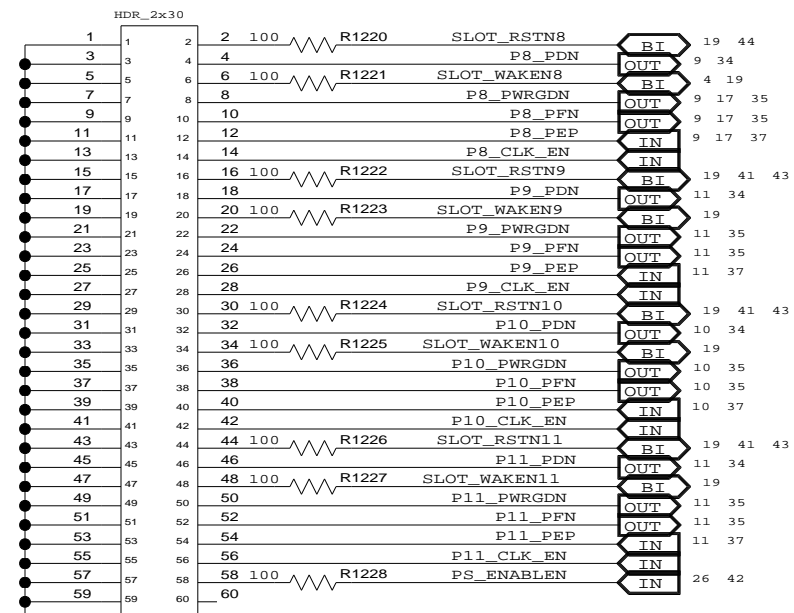 HDR_2x30
1 1 2 2 100 R1220 SLOT_RSTN8 BI 19 44
3 3 4 4 P8_PDN OUT 9 34
5 5 6 6 100 R1221 SLOT_WAKEN8 BI 4 19
7 7 8 8 P8_PWRGDN OUT 9 17 35
9 9 10 10 P8_PFN OUT 9 17 35
11 11 12 12 P8_PEP IN 9 17 37
13 13 14 14 P8_CLK_EN IN
15 15 16 16 100 R1222 SLOT_RSTN9 BI 19 41 43
17 17 18 18 P9_PDN OUT 11 34
19 19 20 20 100 R1223 SLOT_WAKEN9 BI 19
21 21 22 22 P9_PWRGDN OUT 11 35
23 23 24 24 P9_PFN OUT 11 35
25 25 26 26 P9_PEP IN 11 37
27 27 28 28 P9_CLK_EN IN
29 29 30 30 100 R1224 SLOT_RSTN10 BI 19 41 43
31 31 32 32 P10_PDN OUT 10 34
33 33 34 34 100 R1225 SLOT_WAKEN10 BI 19
35 35 36 36 P10_PWRGDN OUT 10 35
37 37 38 38 P10_PFN OUT 10 35
39 39 40 40 P10_PEP IN 10 37
41 41 42 42 P10_CLK_EN IN
43 43 44 44 100 R1226 SLOT_RSTN11 BI 19 41 43
45 45 46 46 P11_PDN OUT 11 34
47 47 48 48 100 R1227 SLOT_WAKEN11 BI 19
49 49 50 50 P11_PWRGDN OUT 11 35
51 51 52 52 P11_PFN OUT 11 35
53 53 54 54 P11_PEP IN 11 37
55 55 56 56 P11_CLK_EN IN
57 57 58 58 100 R1228 PS_ENABLEN IN 26 42
59 59 60 60